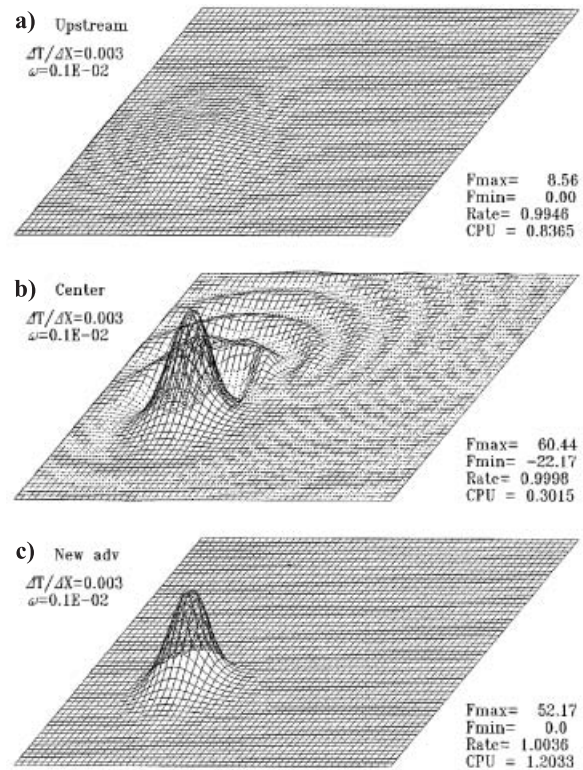 a) Upstream
ΔT/ΔX=0.003
ω=0.1E-02
Fmax= 8.56
Fmin= 0.00
Rate= 0.9946
CPU = 0.8365
b) Center
ΔT/ΔX=0.003
ω=0.1E-02
Fmax= 60.44
Fmin= -22.17
Rate= 0.9998
CPU = 0.3015
c) New adv
ΔT/ΔX=0.003
ω=0.1E-02
Fmax= 52.17
Fmin= 0.0
Rate= 1.0036
CPU = 1.2033